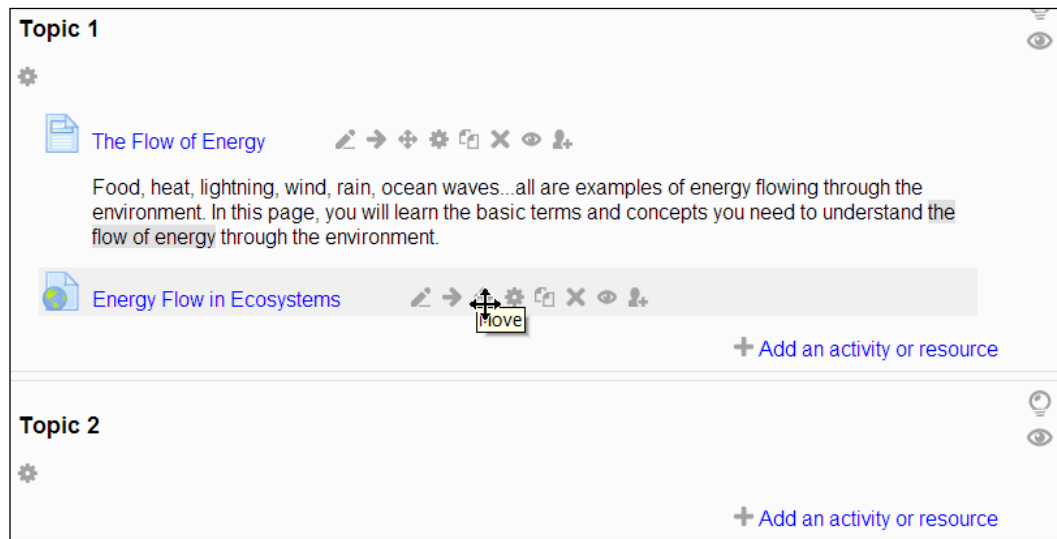 Topic 1
The Flow of Energy
Food, heat, lightning, wind, rain, ocean waves...all are examples of energy flowing through the
environment. In this page, you will learn the basic terms and concepts you need to understand the
flow of energy through the environment.
Energy Flow in Ecosystems
Move
Add an activity or resource
Topic 2
Add an activity or resource